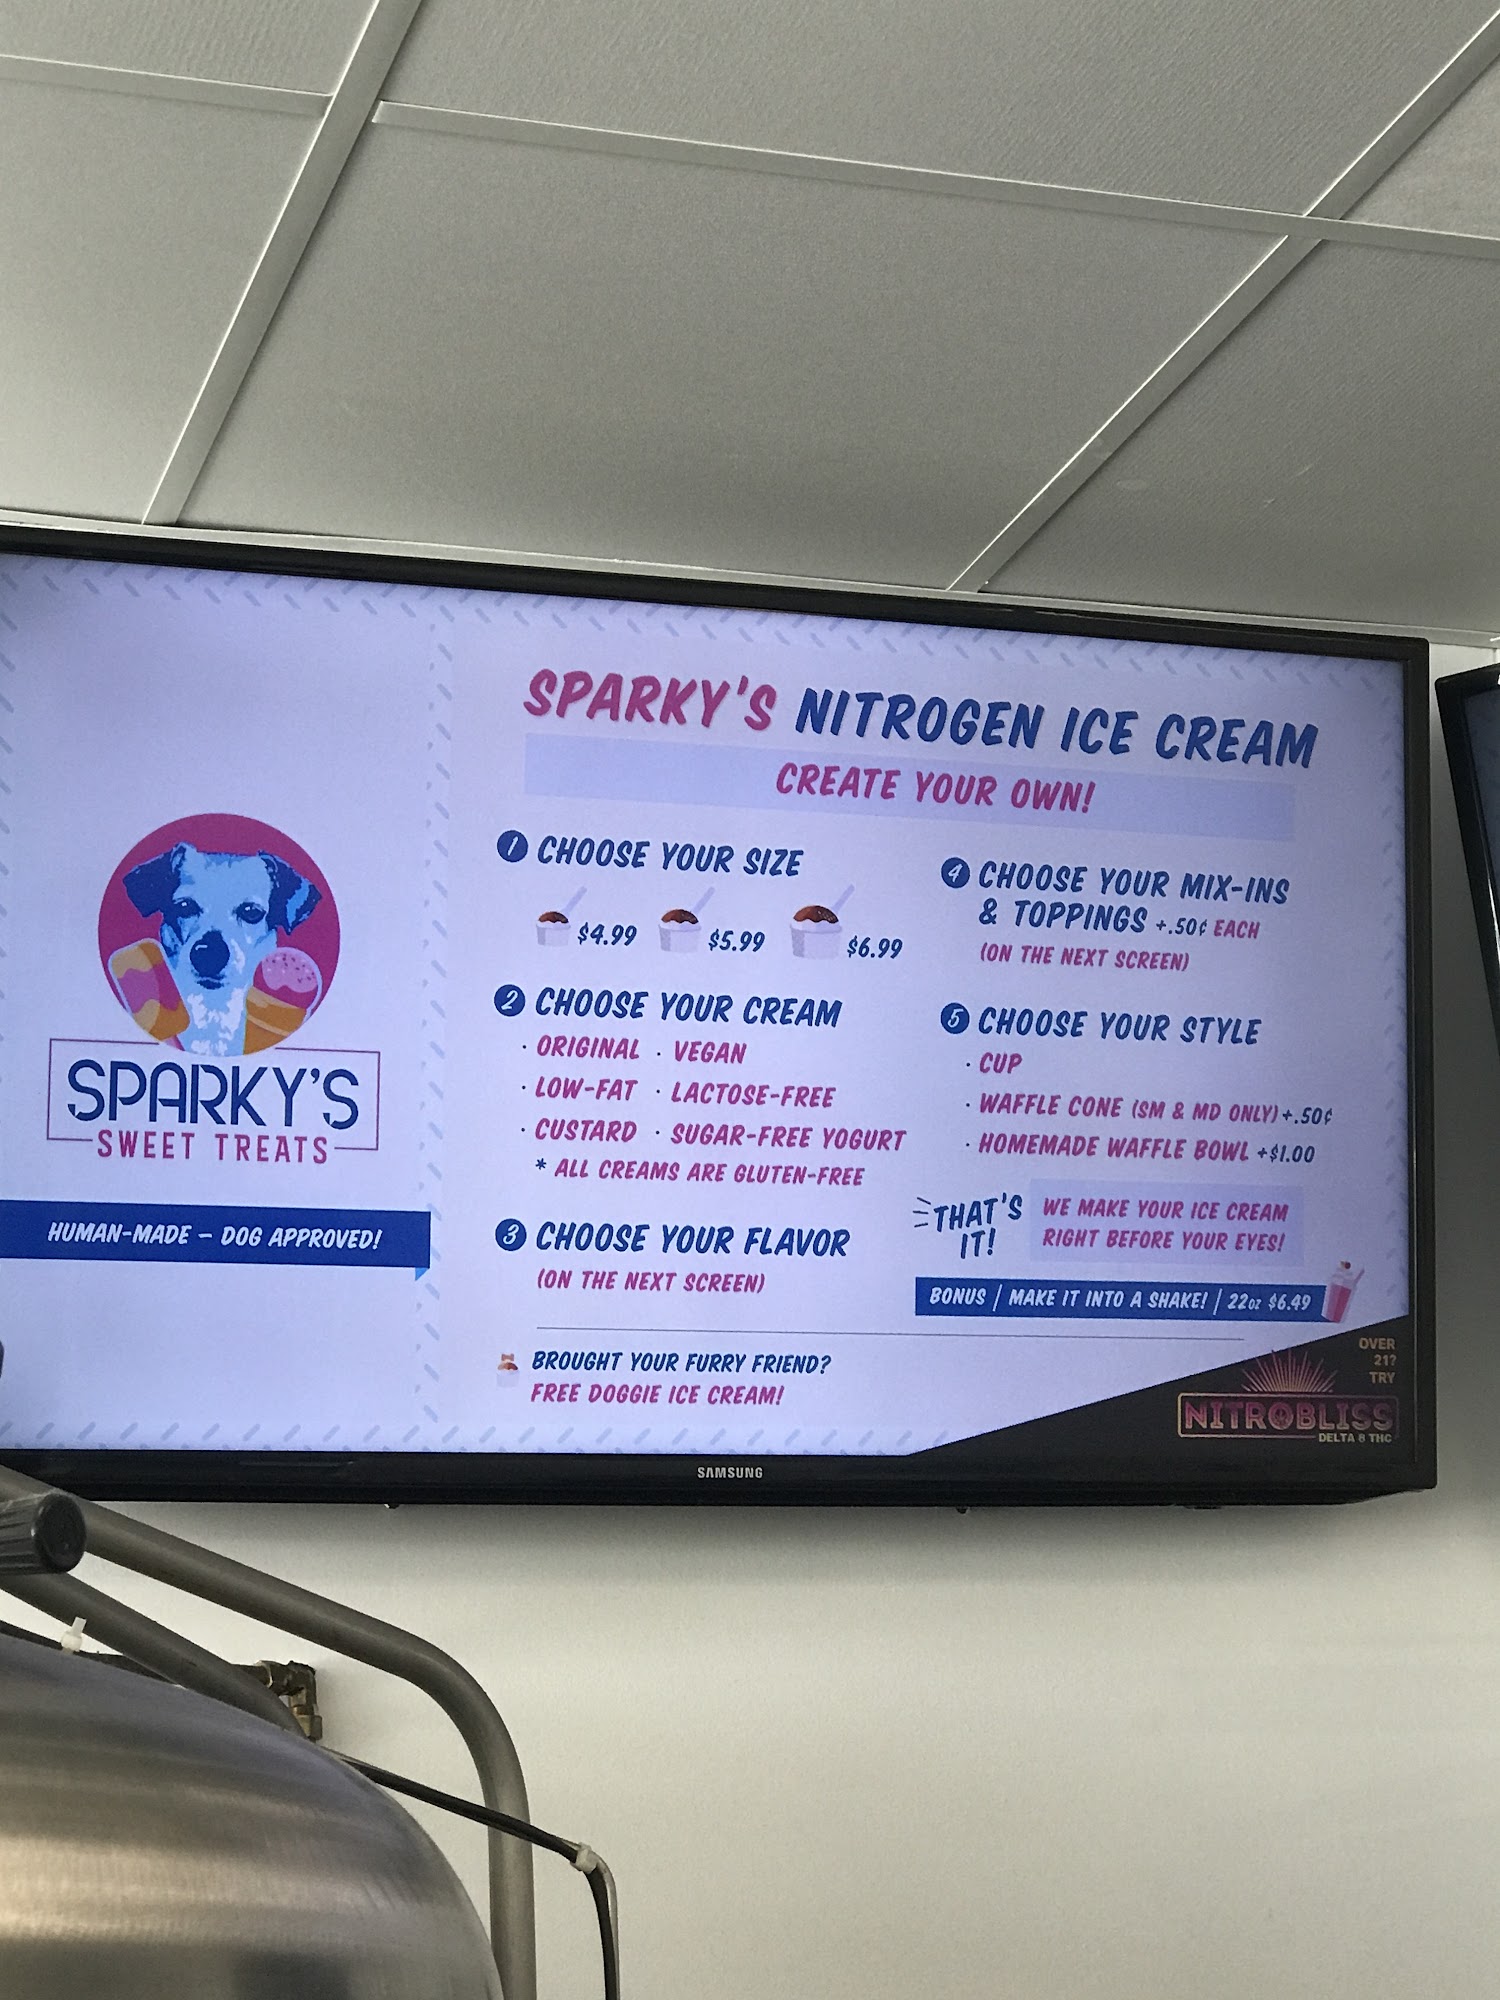 SPARKY'S
SWEET TREATS
HUMAN-MADE – DOG APPROVED!
SPARKY'S NITROGEN ICE CREAM
CREATE YOUR OWN!
1 CHOOSE YOUR SIZE
$4.99 $5.99 $6.99
2 CHOOSE YOUR CREAM
· ORIGINAL · VEGAN
· LOW-FAT · LACTOSE-FREE
· CUSTARD · SUGAR-FREE YOGURT
* ALL CREAMS ARE GLUTEN-FREE
3 CHOOSE YOUR FLAVOR
(ON THE NEXT SCREEN)
4 CHOOSE YOUR MIX-INS
& TOPPINGS +.50¢ EACH
(ON THE NEXT SCREEN)
5 CHOOSE YOUR STYLE
· CUP
· WAFFLE CONE (SM & MD ONLY) +.50¢
· HOMEMADE WAFFLE BOWL +$1.00
THAT'S
IT!
WE MAKE YOUR ICE CREAM
RIGHT BEFORE YOUR EYES!
BONUS | MAKE IT INTO A SHAKE! | 22oz $6.49
BROUGHT YOUR FURRY FRIEND?
FREE DOGGIE ICE CREAM!
OVER
21?
TRY
NITROBLISS
DELTA 8 THC
SAMSUNG